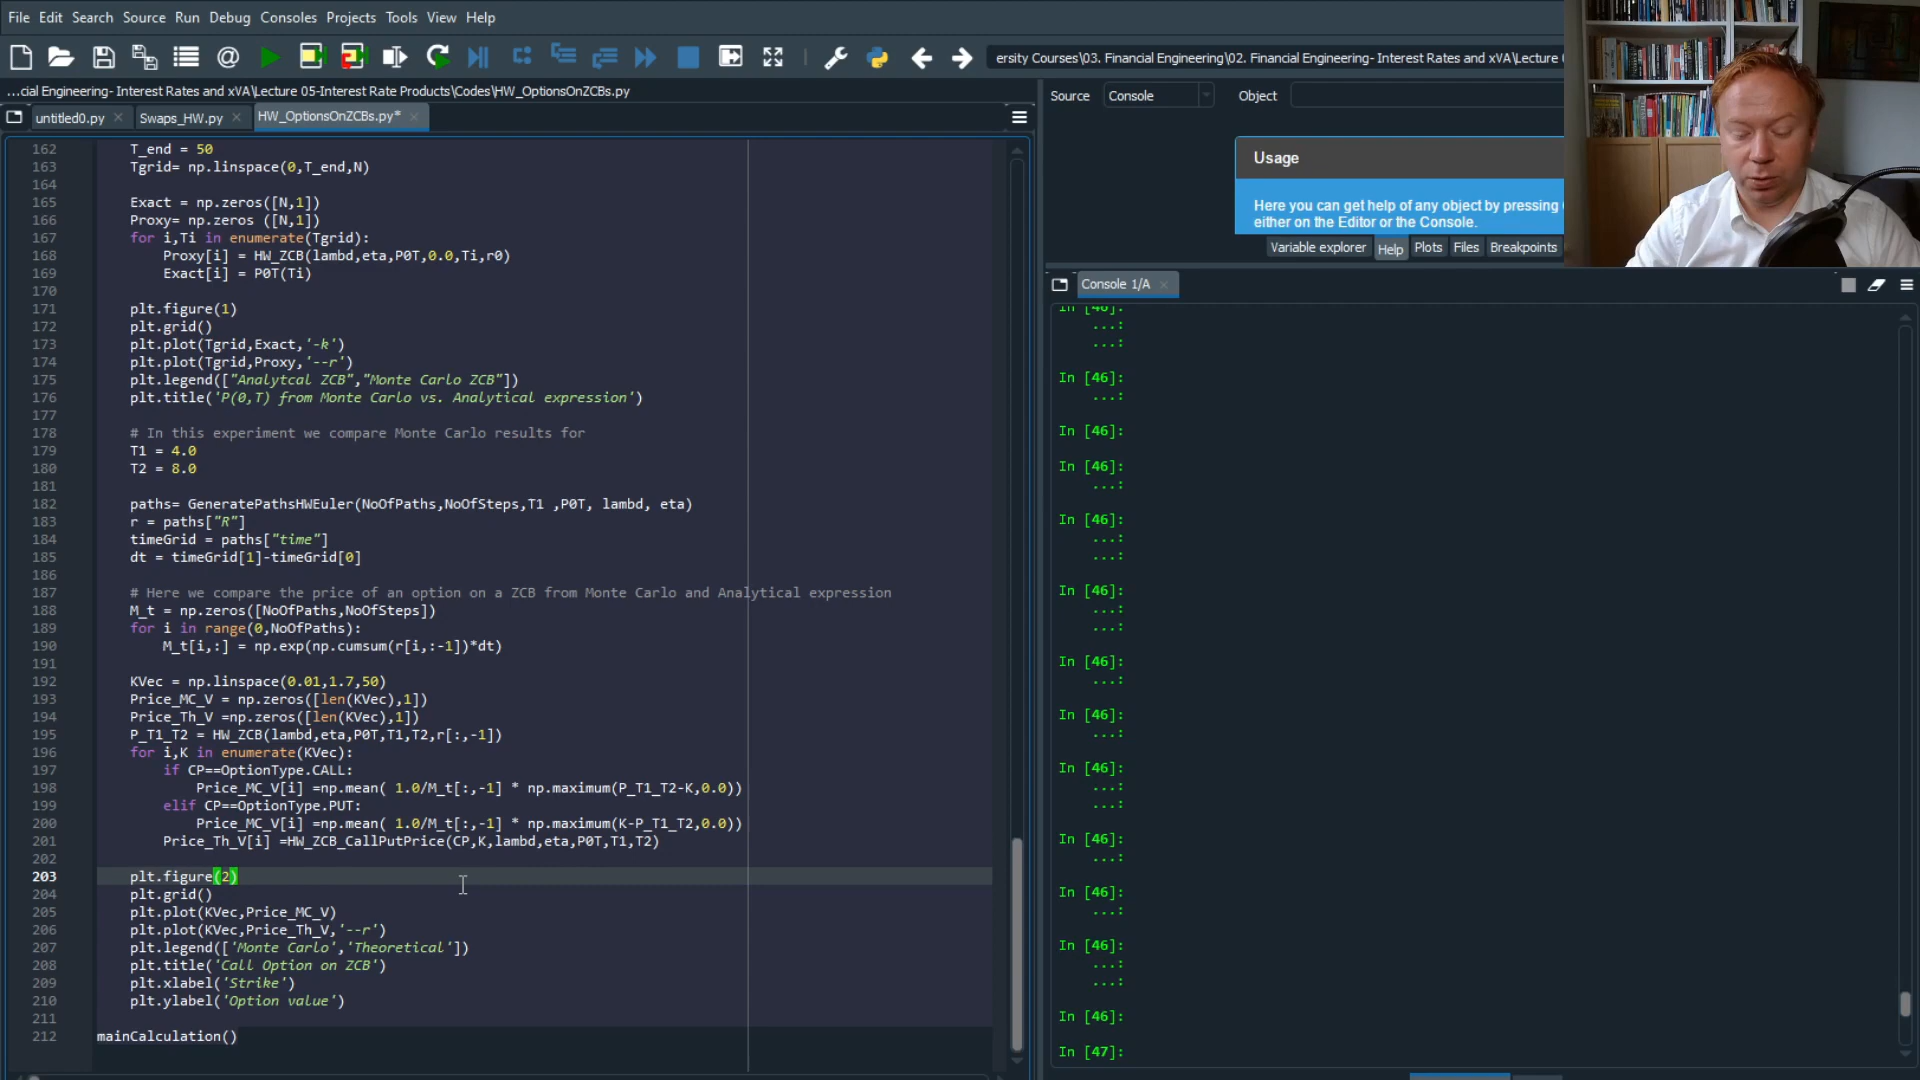 File Edit Search Source Run Debug Consoles Projects Tools View Help
ersity Courses\03. Financial Engineering\02. Financial Engineering- Interest Rates and xVA\Lecture
...cial Engineering- Interest Rates and xVA\Lecture 05-Interest Rate Products\Codes\HW_OptionsOnZCBs.py
untitled0.py Swaps_HW.py HW_OptionsOnZCBs.py*
162 T_end = 50
163 Tgrid= np.linspace(0,T_end,N)
164
165 Exact = np.zeros([N,1])
166 Proxy= np.zeros ([N,1])
167 for i,Ti in enumerate(Tgrid):
168 Proxy[i] = HW_ZCB(lambd,eta,P0T,0.0,Ti,r0)
169 Exact[i] = P0T(Ti)
170
171 plt.figure(1)
172 plt.grid()
173 plt.plot(Tgrid,Exact,'-k')
174 plt.plot(Tgrid,Proxy,'--r')
175 plt.legend(["Analytcal ZCB","Monte Carlo ZCB"])
176 plt.title('P(0,T) from Monte Carlo vs. Analytical expression')
177
178 # In this experiment we compare Monte Carlo results for
179 T1 = 4.0
180 T2 = 8.0
181
182 paths= GeneratePathsHWEuler(NoOfPaths,NoOfSteps,T1 ,P0T, lambd, eta)
183 r = paths["R"]
184 timeGrid = paths["time"]
185 dt = timeGrid[1]-timeGrid[0]
186
187 # Here we compare the price of an option on a ZCB from Monte Carlo and Analytical expression
188 M_t = np.zeros([NoOfPaths,NoOfSteps])
189 for i in range(0,NoOfPaths):
190 M_t[i,:] = np.exp(np.cumsum(r[i,:-1])*dt)
191
192 KVec = np.linspace(0.01,1.7,50)
193 Price_MC_V = np.zeros([len(KVec),1])
194 Price_Th_V =np.zeros([len(KVec),1])
195 P_T1_T2 = HW_ZCB(lambd,eta,P0T,T1,T2,r[:,-1])
196 for i,K in enumerate(KVec):
197 if CP==OptionType.CALL:
198 Price_MC_V[i] =np.mean( 1.0/M_t[:,-1] * np.maximum(P_T1_T2-K,0.0))
199 elif CP==OptionType.PUT:
200 Price_MC_V[i] =np.mean( 1.0/M_t[:,-1] * np.maximum(K-P_T1_T2,0.0))
201 Price_Th_V[i] =HW_ZCB_CallPutPrice(CP,K,lambd,eta,P0T,T1,T2)
202
203 plt.figure(2)
204 plt.grid()
205 plt.plot(KVec,Price_MC_V)
206 plt.plot(KVec,Price_Th_V,'--r')
207 plt.legend(['Monte Carlo','Theoretical'])
208 plt.title('Call Option on ZCB')
209 plt.xlabel('Strike')
210 plt.ylabel('Option value')
211
212 mainCalculation()
Source Console Object
Usage
Here you can get help of any object by pressing
either on the Editor or the Console.
Variable explorer Help Plots Files Breakpoints
Console 1/A
In [46]:
...:
...:
In [46]:
...:
In [46]:
In [46]:
...:
In [46]:
...:
...:
In [46]:
...:
...:
In [46]:
...:
In [46]:
...:
In [46]:
...:
...:
In [46]:
...:
In [46]:
...:
In [46]:
...:
...:
In [46]:
In [47]: